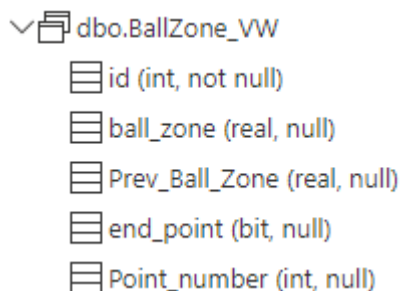 dbo.BallZone_VW
id (int, not null)
ball_zone (real, null)
Prev_Ball_Zone (real, null)
end_point (bit, null)
Point_number (int, null)